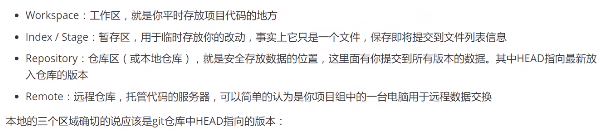 Workspace：工作区，就是你平时存放项目代码的地方
Index / Stage：暂存区，用于临时存放你的改动，事实上它只是一个文件，保存即将提交到文件列表信息
Repository：仓库区（或本地仓库），就是安全存放数据的位置，这里面有你提交到所有版本的数据。其中HEAD指向最新放
入仓库的版本
Remote：远程仓库，托管代码的服务器，可以简单的认为是你项目组中的一台电脑用于远程数据交换
本地的三个区域确切的说应该是git仓库中HEAD指向的版本：